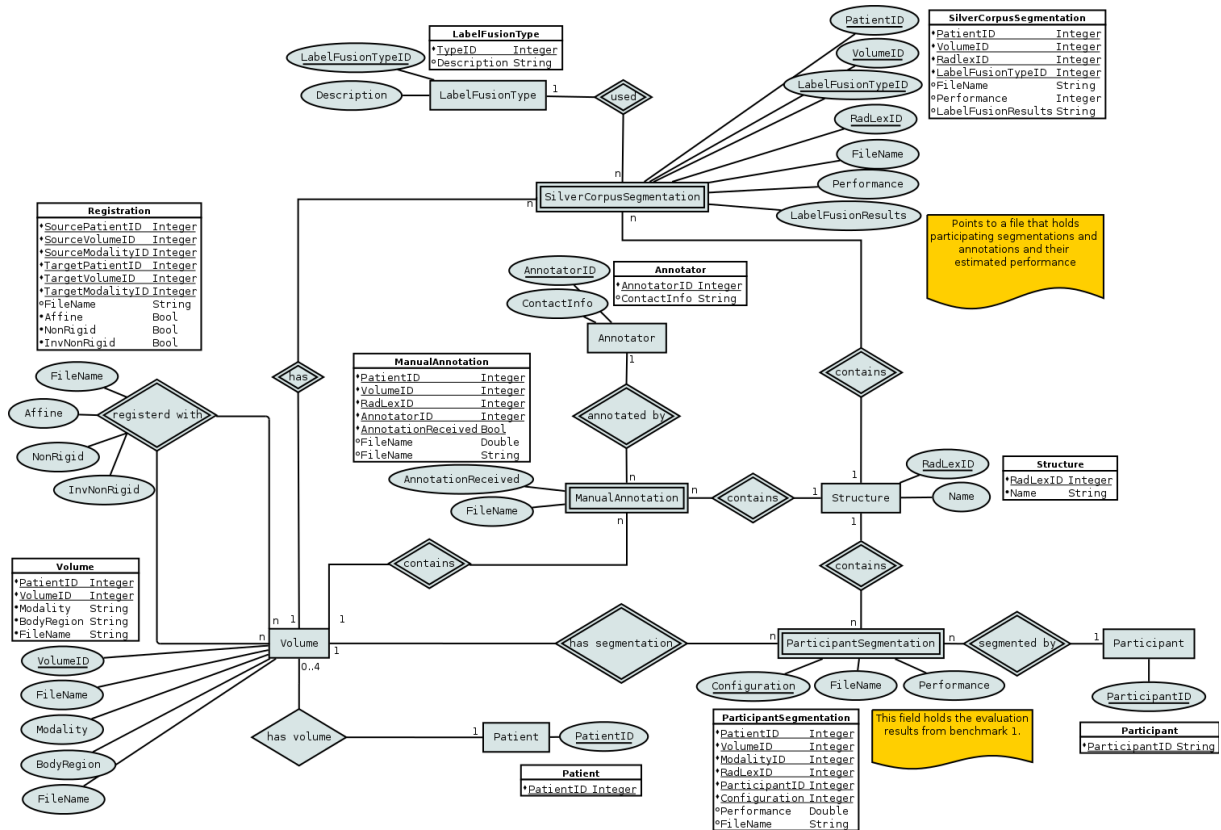 LabelFusionType
TypeID Integer
Description String
LabelFusionTypeID
Description
LabelFusionType
1
used
n
PatientID
VolumeID
LabelFusionTypeID
RadLexID
FileName
Performance
LabelFusionResults
SilverCorpusSegmentation
PatientID Integer
VolumeID Integer
RadlexID Integer
LabelFusionTypeID Integer
FileName String
Performance Integer
LabelFusionResults String
SilverCorpusSegmentation
n
n
Points to a file that holds
participating segmentations and
annotations and their
estimated performance
Registration
SourcePatientID Integer
SourceVolumeID Integer
SourceModalityID Integer
TargetPatientID Integer
TargetVolumeID Integer
TargetModalityID Integer
FileName String
Affine Bool
NonRigid Bool
InvNonRigid Bool
AnnotatorID
ContactInfo
Annotator
AnnotatorID Integer
ContactInfo String
Annotator
1
has
contains
ManualAnnotation
PatientID Integer
VolumeID Integer
RadLexID Integer
AnnotatorID Integer
AnnotationReceived Bool
FileName Double
FileName String
annotated by
n
FileName
Affine
NonRigid
InvNonRigid
registerd with
AnnotationReceived
FileName
ManualAnnotation
n
n
contains
1
1
Structure
1
RadLexID
Name
Structure
RadLexID Integer
Name String
contains
contains
n
Volume
PatientID Integer
VolumeID Integer
Modality String
BodyRegion String
FileName String
n
1
1
n
Volume
1
0..4
has segmentation
n
ParticipantSegmentation
n
segmented by
1
Participant
VolumeID
FileName
Modality
BodyRegion
FileName
Configuration
FileName
Performance
ParticipantID
has volume
1
Patient
PatientID
Patient
PatientID Integer
ParticipantSegmentation
PatientID Integer
VolumeID Integer
ModalityID Integer
RadLexID Integer
ParticipantID Integer
Configuration Integer
Performance Double
FileName String
This field holds the evaluation
results from benchmark 1.
Participant
ParticipantID String